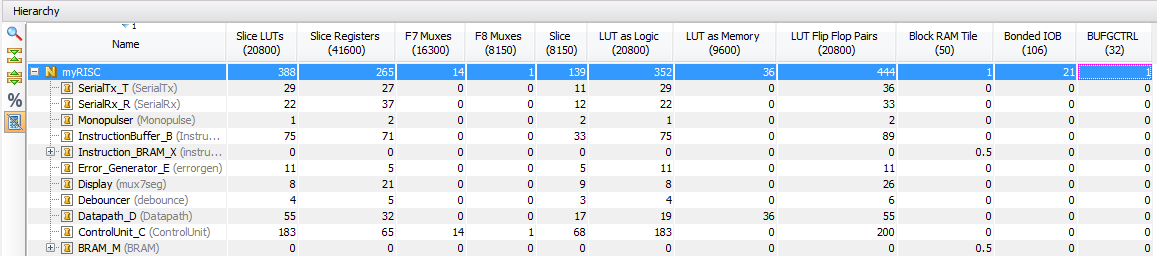 Hierarchy
1
Name Slice LUTs (20800) Slice Registers (41600) F7 Muxes (16300) F8 Muxes (8150) Slice (8150) LUT as Logic (20800) LUT as Memory (9600) LUT Flip Flop Pairs (20800) Block RAM Tile (50) Bonded IOB (106) BUFGCTRL (32)
N myRISC 388 265 14 1 139 352 36 444 1 21 1
SerialTx_T (SerialTx) 29 27 0 0 11 29 0 36 0 0 0
SerialRx_R (SerialRx) 22 37 0 0 12 22 0 33 0 0 0
Monopulser (Monopulse) 1 2 0 0 2 1 0 2 0 0 0
InstructionBuffer_B (Instru... 75 71 0 0 33 75 0 89 0 0 0
Instruction_BRAM_X (instru... 0 0 0 0 0 0 0 0 0.5 0 0
Error_Generator_E (errorgen) 11 5 0 0 5 11 0 11 0 0 0
Display (mux7seg) 8 21 0 0 9 8 0 26 0 0 0
Debouncer (debounce) 4 5 0 0 3 4 0 6 0 0 0
% Datapath_D (Datapath) 55 32 0 0 17 19 36 55 0 0 0
ControlUnit_C (ControlUnit) 183 65 14 1 68 183 0 200 0 0 0
BRAM_M (BRAM) 0 0 0 0 0 0 0 0 0.5 0 0